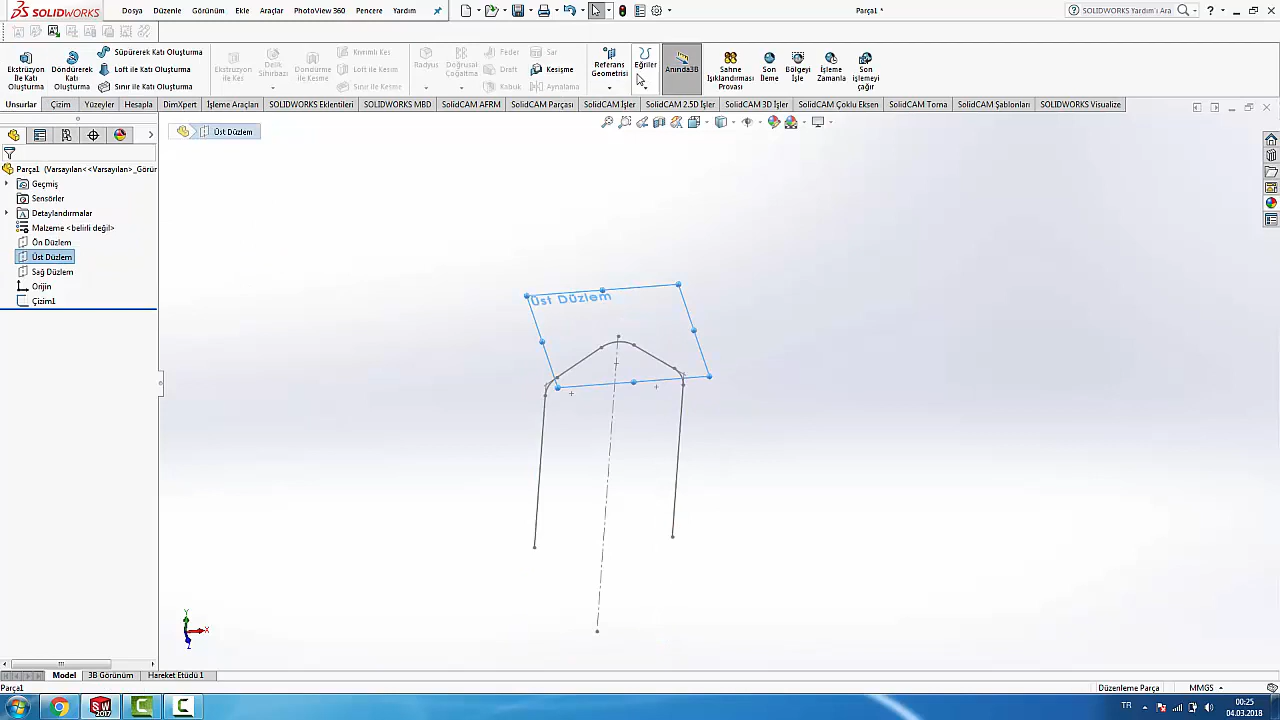 SOLIDWORKS
Dosya Düzenle Görünüm Ekle Araçlar PhotoView 360 Pencere Yardım
Parça1 *
SOLIDWORKS Yardım'ı Ara
Ekstrüzyon İle Katı Oluşturma
Döndürerek Katı Oluşturma
Süpürerek Katı Oluşturma
Loft ile Katı Oluşturma
Sınır ile Katı Oluşturma
Ekstrüzyon ile Kes
Delik Sihirbazı
Döndürme ile Kesme
Kıvrımlı Kes
Loft ile Kesim
Sınır ile Kesme
Radyus
Doğrusal Çoğaltma
Feder
Draft
Kabuk
Sar
Kesişme
Aynalama
Referans Geometrisi
Eğriler
Anında3B
Sahne Işıklandırması Provası
Son İleme
Bölgeyi İşle
İşleme Zamanla
Son işlemeyi çağır
Unsurlar Çizim Yüzeyler Hesapla DimXpert İşleme Araçları SOLIDWORKS Eklentileri SOLIDWORKS MBD SolidCAM AFRM SolidCAM Parçası SolidCAM İşler SolidCAM 2.5D İşler SolidCAM 3D İşler SolidCAM Çoklu Eksen SolidCAM Torna SolidCAM Şablonları SOLIDWORKS Visualize
Üst Düzlem
Parça1 (Varsayılan<<Varsayılan>_Görür
Geçmiş
Sensörler
Detaylandırmalar
Malzeme <belirli değil>
Ön Düzlem
Üst Düzlem
Sağ Düzlem
Orijin
Çizim1
Üst Düzlem
Y
X
Z
Model 3B Görünüm Hareket Etüdü 1
Parça1
Düzenleme Parça
MMGS
SW 2017
TR
00:25
04.03.2018